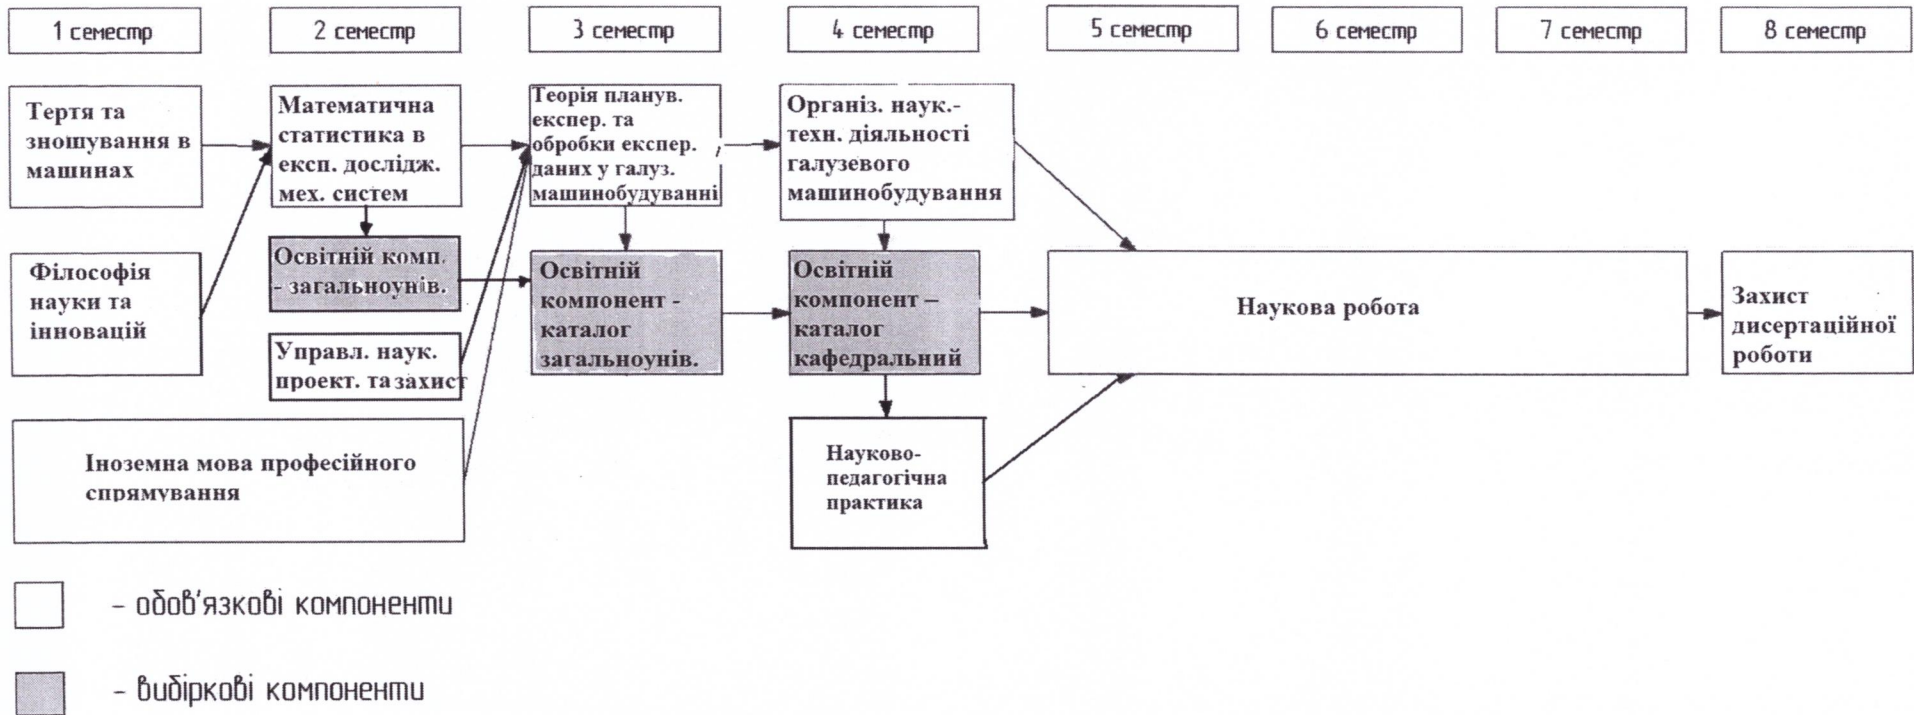 1 семестр
2 семестр
3 семестр
4 семестр
5 семестр
6 семестр
7 семестр
8 семестр
Тертя та
зношування в
машинах
Математична
статистика в
експ. дослідж.
мех. систем
Теорія планув.
експер. та
обробки експер.
даних у галуз.
машинобудуванні
Організ. наук.-
техн. діяльності
галузевого
машинобудування
Філософія
науки та
інновацій
Освітній комп.
- загальноунів.
Управл. наук.
проект. та захист
Освітній
компонент -
каталог
загальноунів.
Освітній
компонент –
каталог
кафедральний
Наукова робота
Захист
дисертаційної
роботи
Іноземна мова професійного
спрямування
Науково-
педагогічна
практика
- обов'язкові компоненти
- вибіркові компоненти